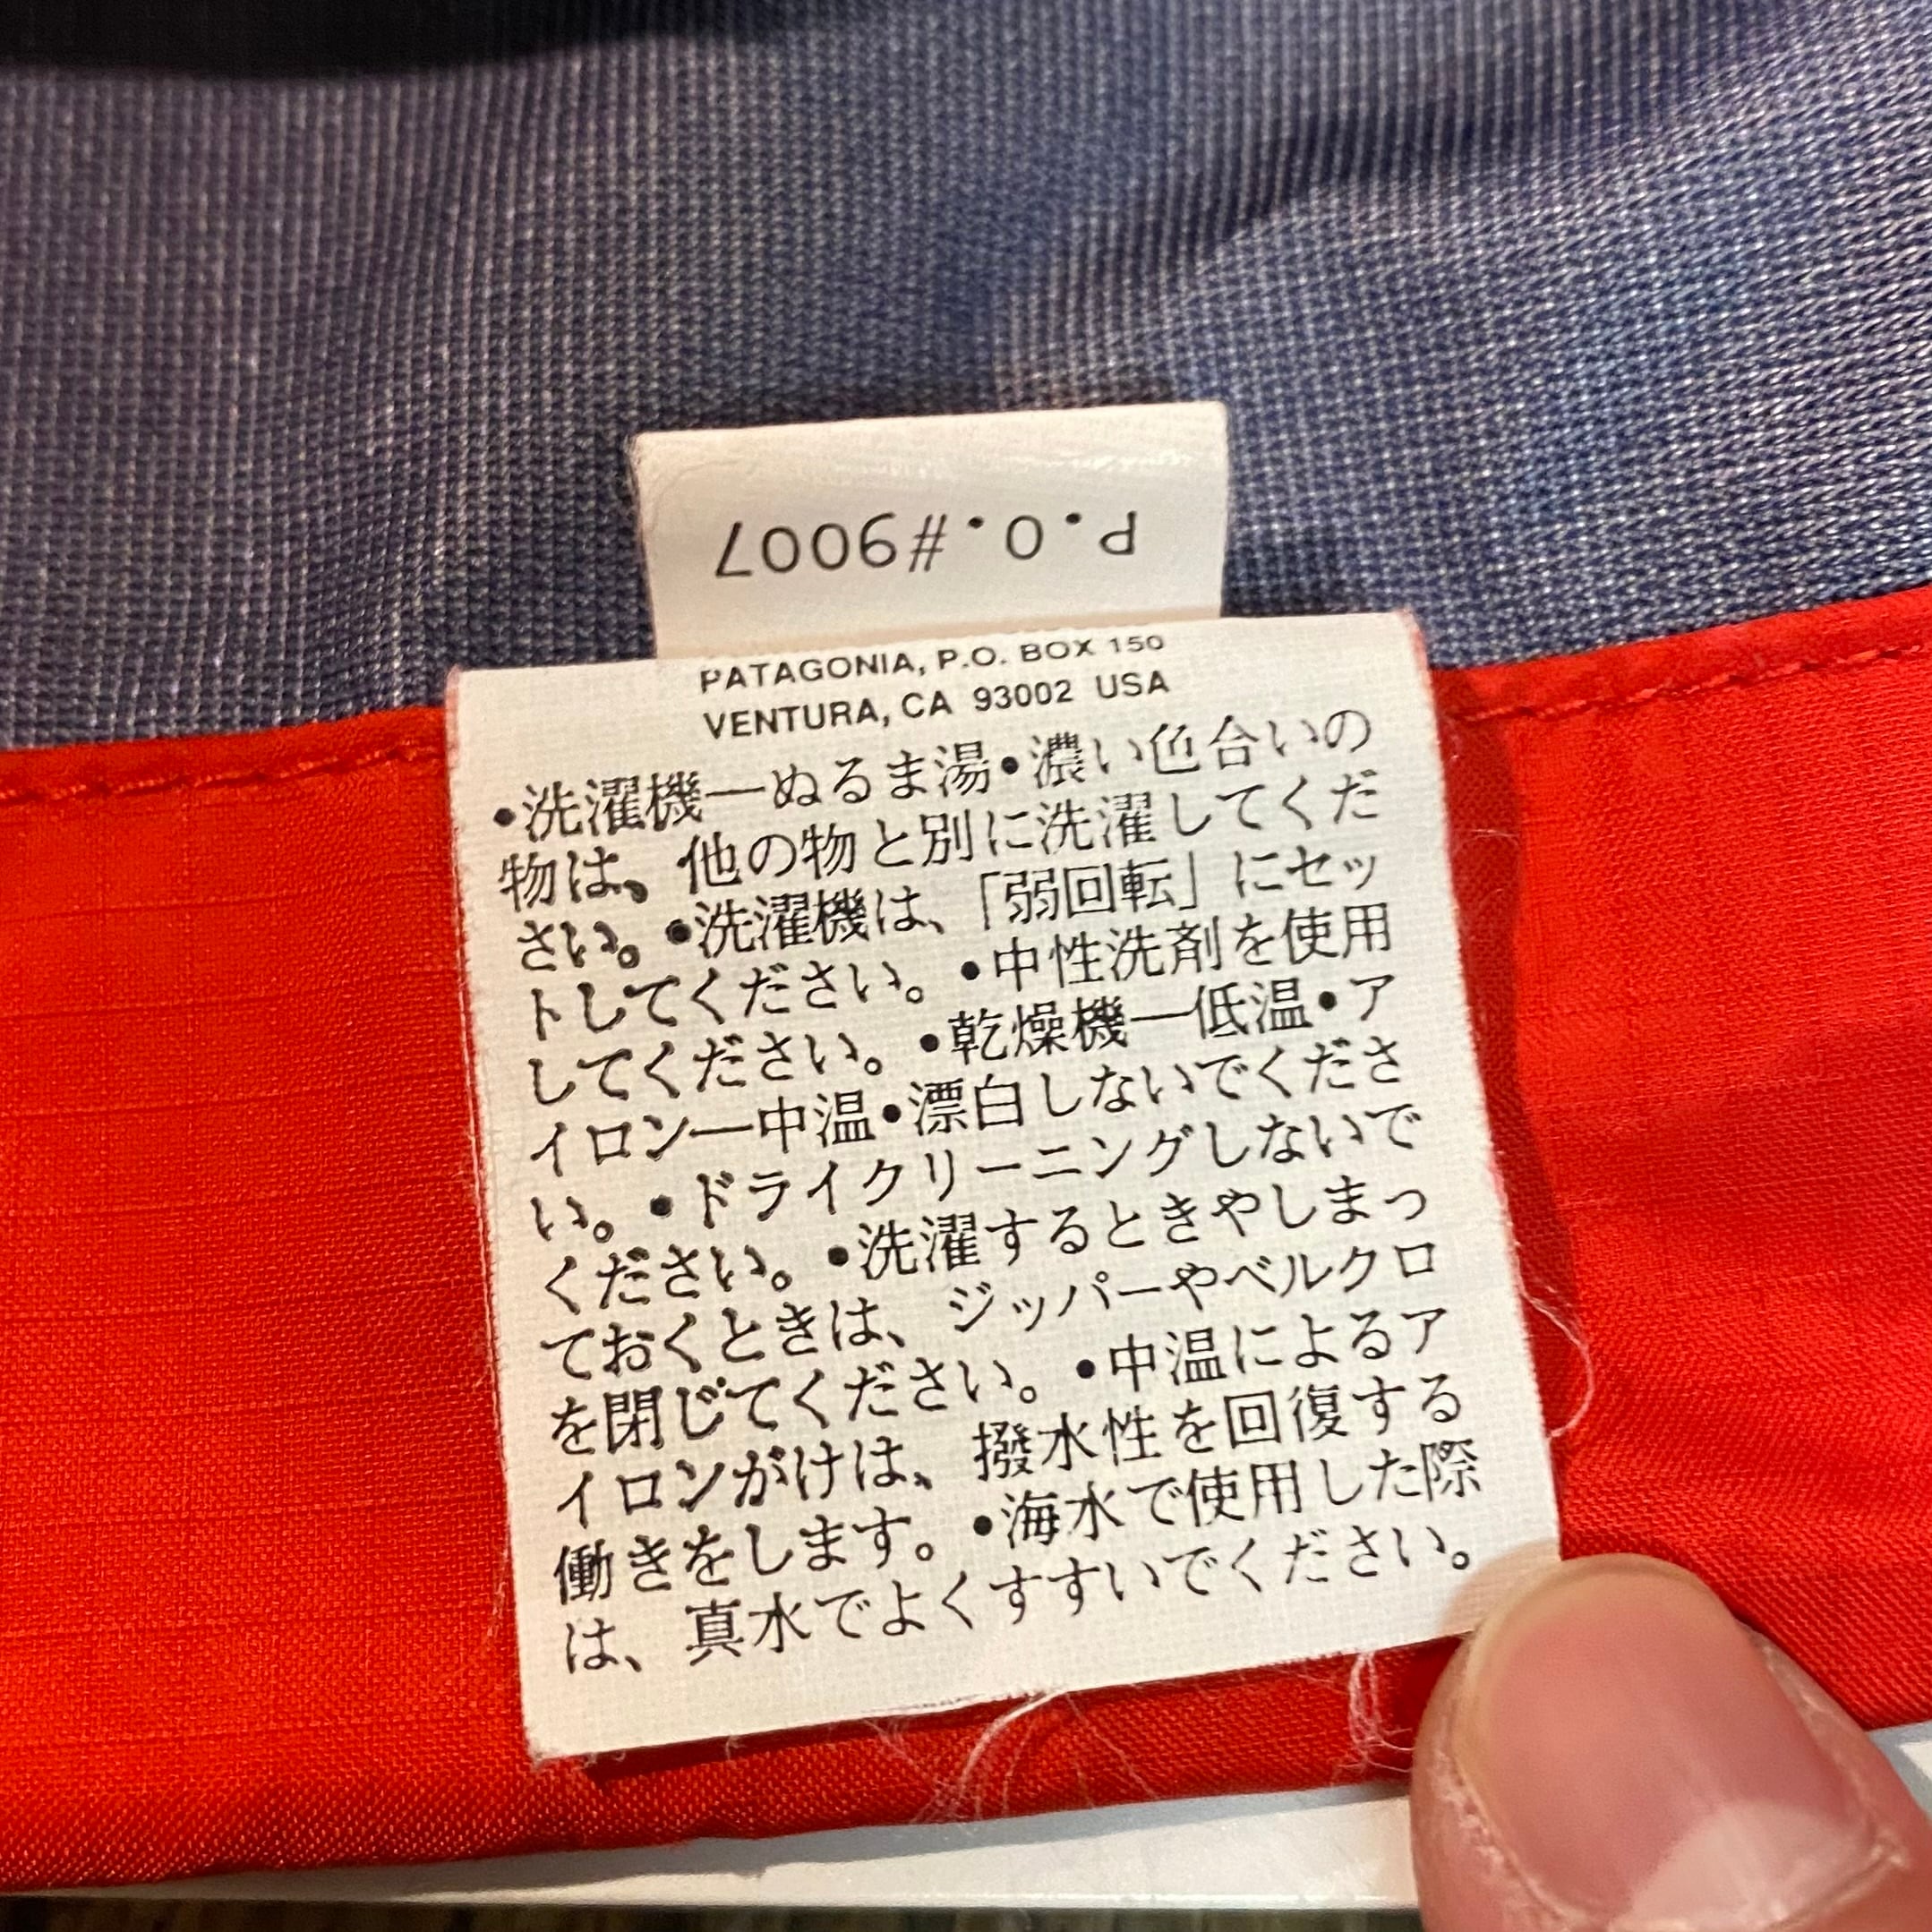 P.O.#9007
PATAGONIA, P.O. BOX 150
VENTURA, CA 93002 USA
•洗濯機—ぬるま湯•濃い色合いの
物は、他の物と別に洗濯してくだ
さい。•洗濯機は、「弱回転」にセッ
トしてください。•中性洗剤を使用
してください。•乾燥機—低温•ア
イロン—中温•漂白しないでくださ
い。•ドライクリーニングしないで
ください。•洗濯するときやしまっ
ておくときは、ジッパーやベルクロ
を閉じてください。•中温によるア
イロンがけは、撥水性を回復する
働きをします。•海水で使用した際
は、真水でよくすすいでください。